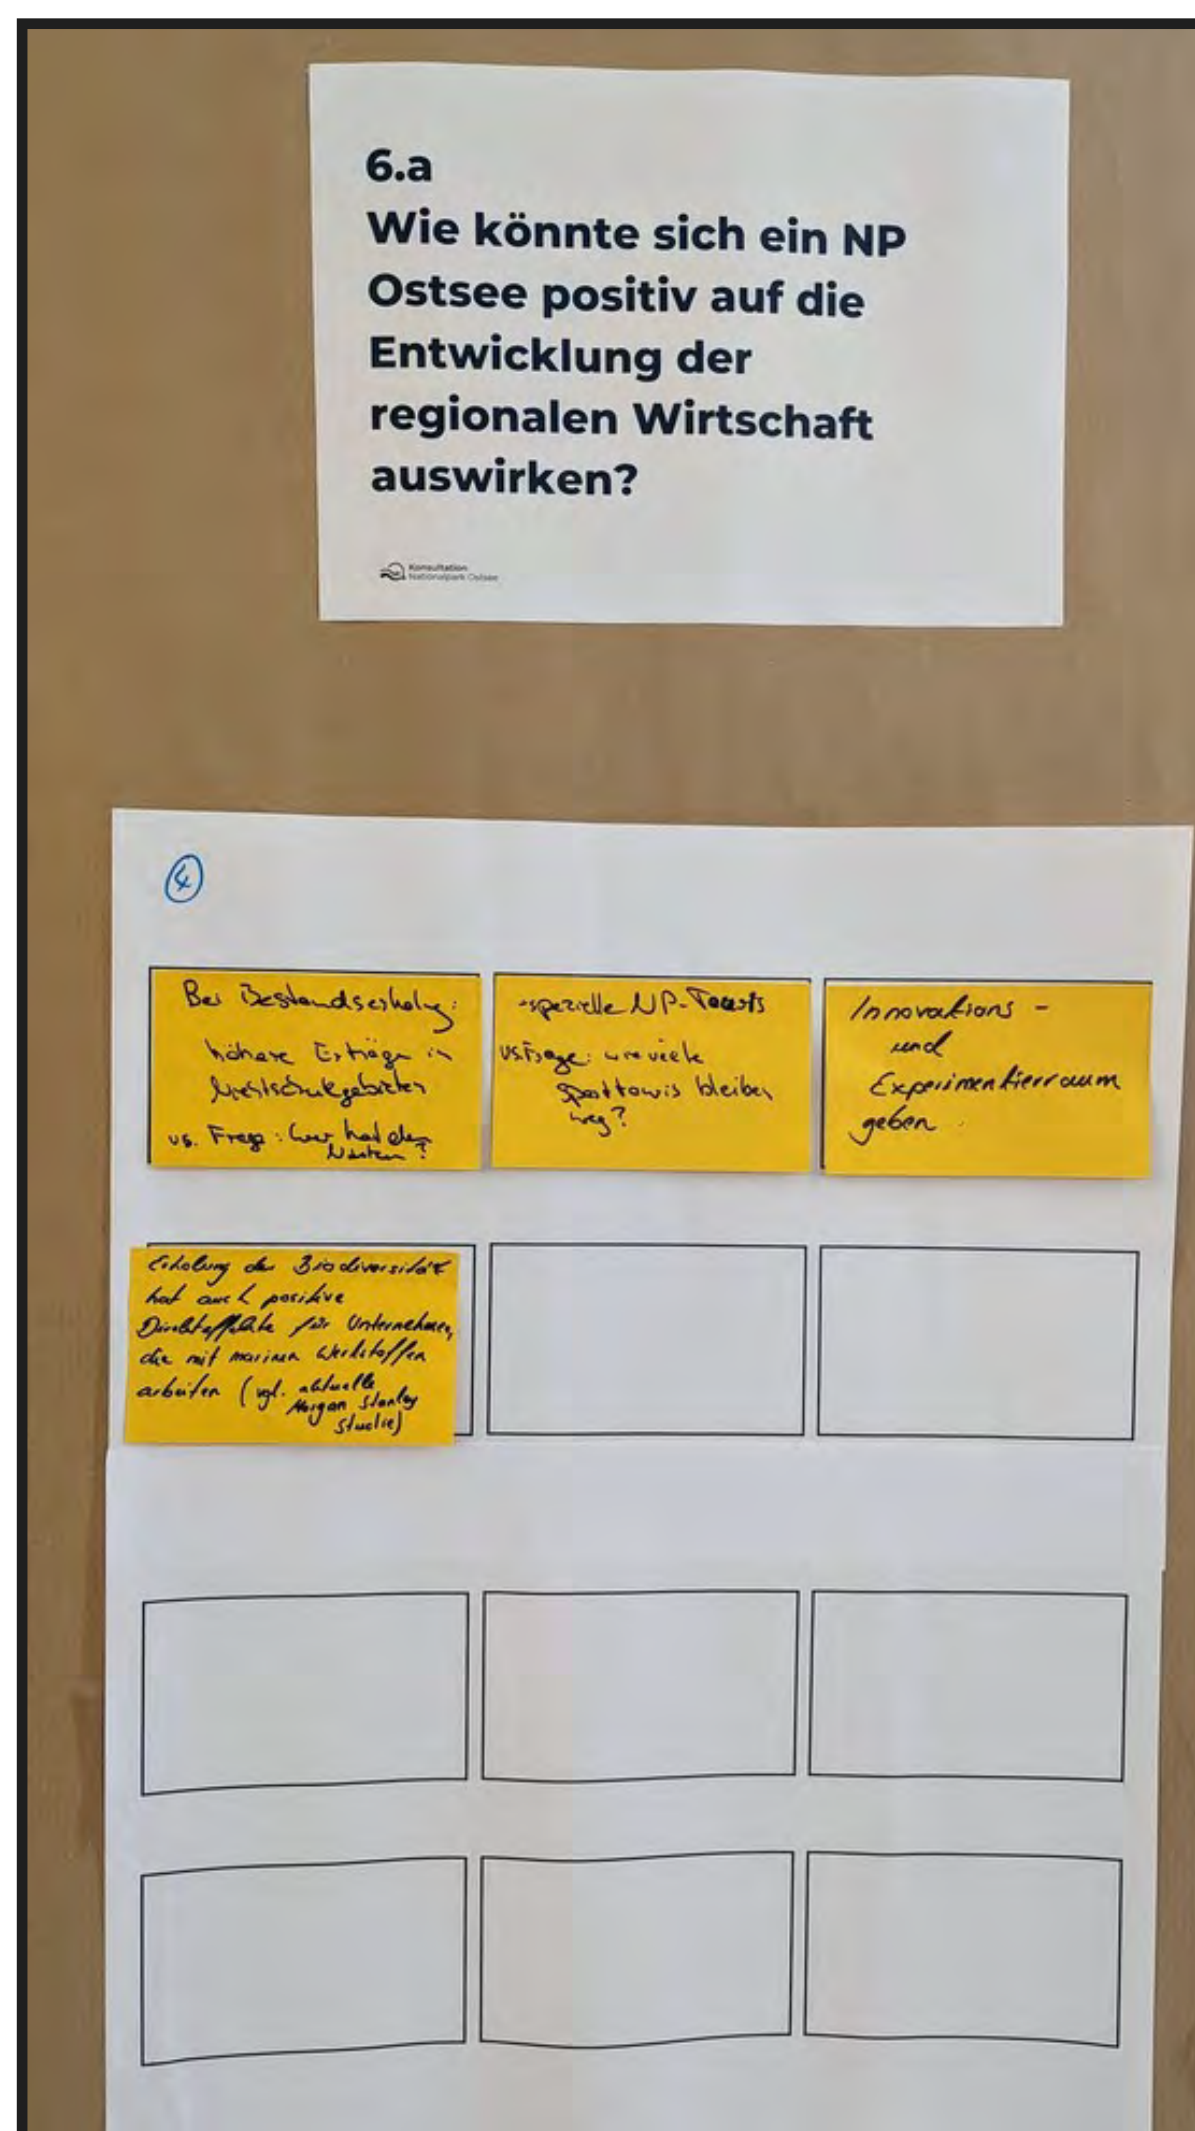 6.a
Wie könnte sich ein NP
Ostsee positiv auf die
Entwicklung der
regionalen Wirtschaft
auswirken?
Konsultation
Nationalpark Ostsee
4
Bei Bestandserholung:
höhere Erträge in
Nichtschutzgebieten
vs. Frage: Wer hat den
Nutzen?
-spezielle NP-Touris
vs. Frage: wieviele
Sporttouris bleiben
weg?
Innovations-
und
Experimentierraum
geben
Erholung der Biodiversität
hat auch positive
Direkteffekte für Unternehmen,
die mit marinen Werkstoffen
arbeiten (vgl. aktuelle
Morgan Stanley
Studie)